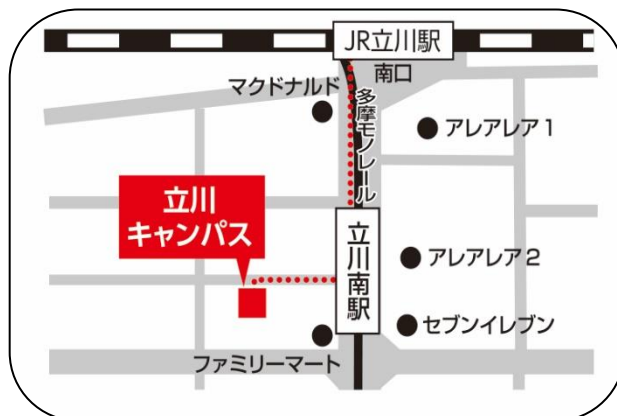 JR立川駅
南口
マクドナルド
多摩モノレール
アレアレア1
立川
キャンパス
立川南駅
アレアレア2
セブンイレブン
ファミリーマート